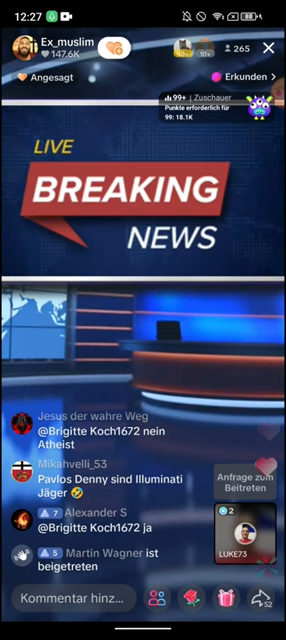 12:27
Ex_muslim
147.6K
10+
265
Angesagt
Erkunden
99+ | Zuschauer
Punkte erforderlich für
99: 18.1K
LIVE
BREAKING
NEWS
Jesus der wahre Weg
@Brigitte Koch1672 nein
Atheist
Mikahvelli_53
Pavlos Denny sind Illuminati
Jäger 🤣
7 Alexander S
@Brigitte Koch1672 ja
5 Martin Wagner ist
beigetreten
Anfrage zum
Beitreten
2
LUKE73
Kommentar hinz...
52